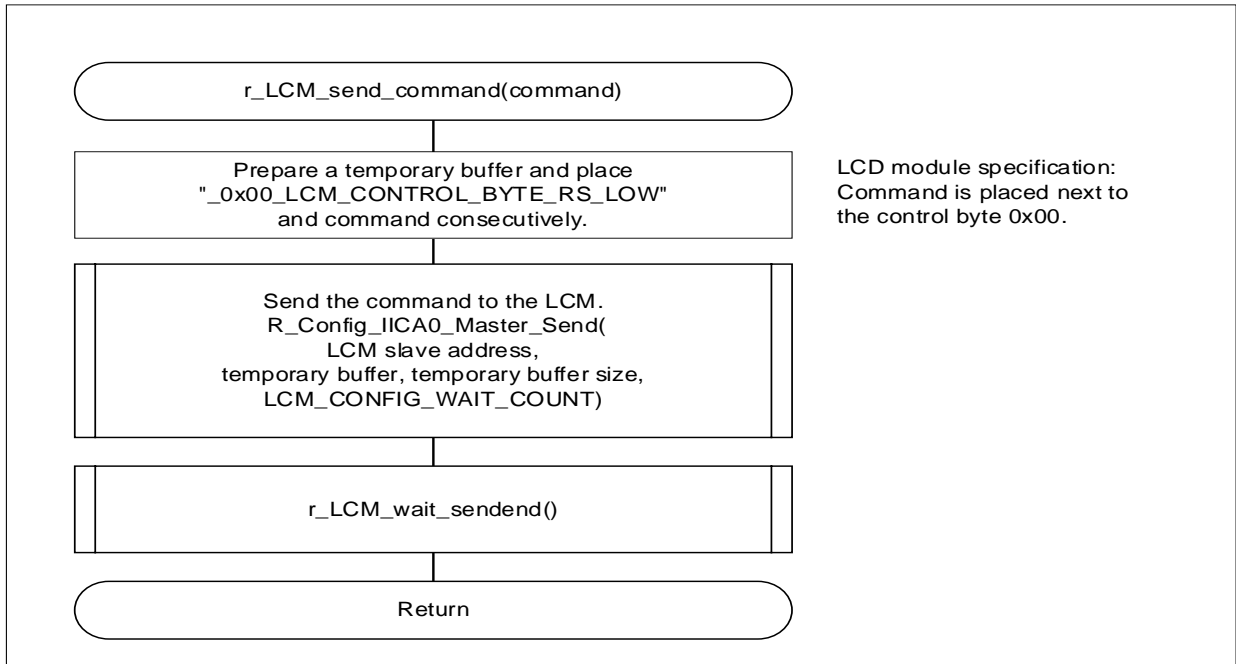 r_LCM_send_command(command)
Prepare a temporary buffer and place
"_0x00_LCM_CONTROL_BYTE_RS_LOW"
and command consecutively.
LCD module specification:
Command is placed next to
the control byte 0x00.
Send the command to the LCM.
R_Config_IICA0_Master_Send(
LCM slave address,
temporary buffer, temporary buffer size,
LCM_CONFIG_WAIT_COUNT)
r_LCM_wait_sendend()
Return